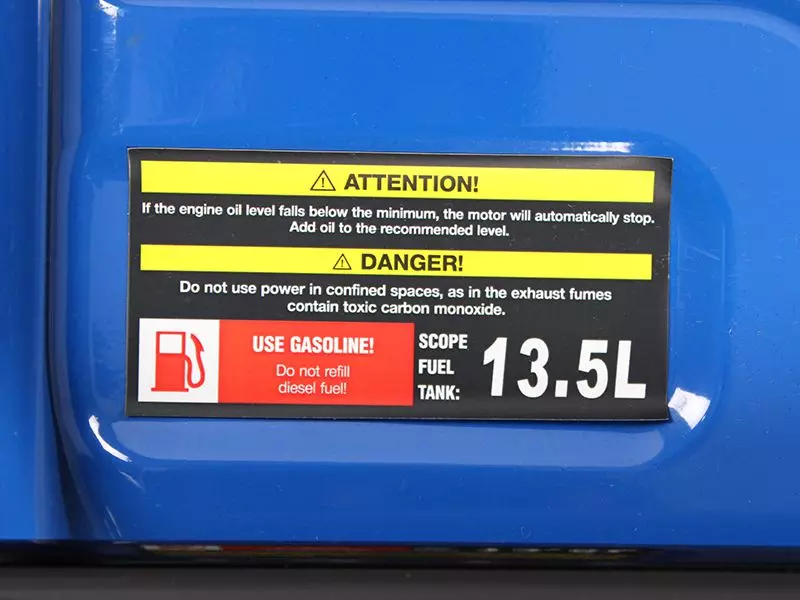 ATTENTION!
If the engine oil level falls below the minimum, the motor will automatically stop.
Add oil to the recommended level.
DANGER!
Do not use power in confined spaces, as in the exhaust fumes
contain toxic carbon monoxide.
USE GASOLINE!
Do not refill
diesel fuel!
SCOPE
FUEL
TANK:
13.5L